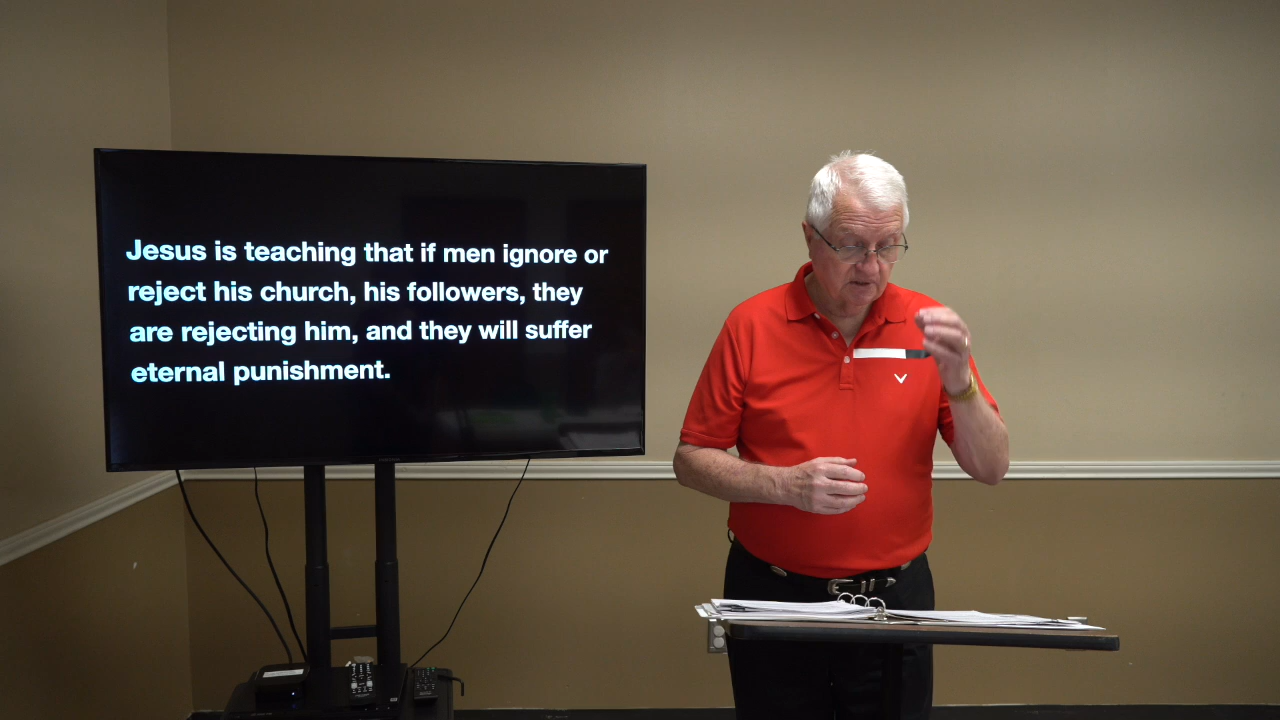 Jesus is teaching that if men ignore or
reject his church, his followers, they
are rejecting him, and they will suffer
eternal punishment.